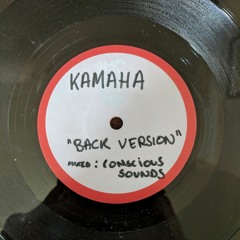 KAMAHA
"BACK VERSION"
MIXED: CONSCIOUS
SOUNDS